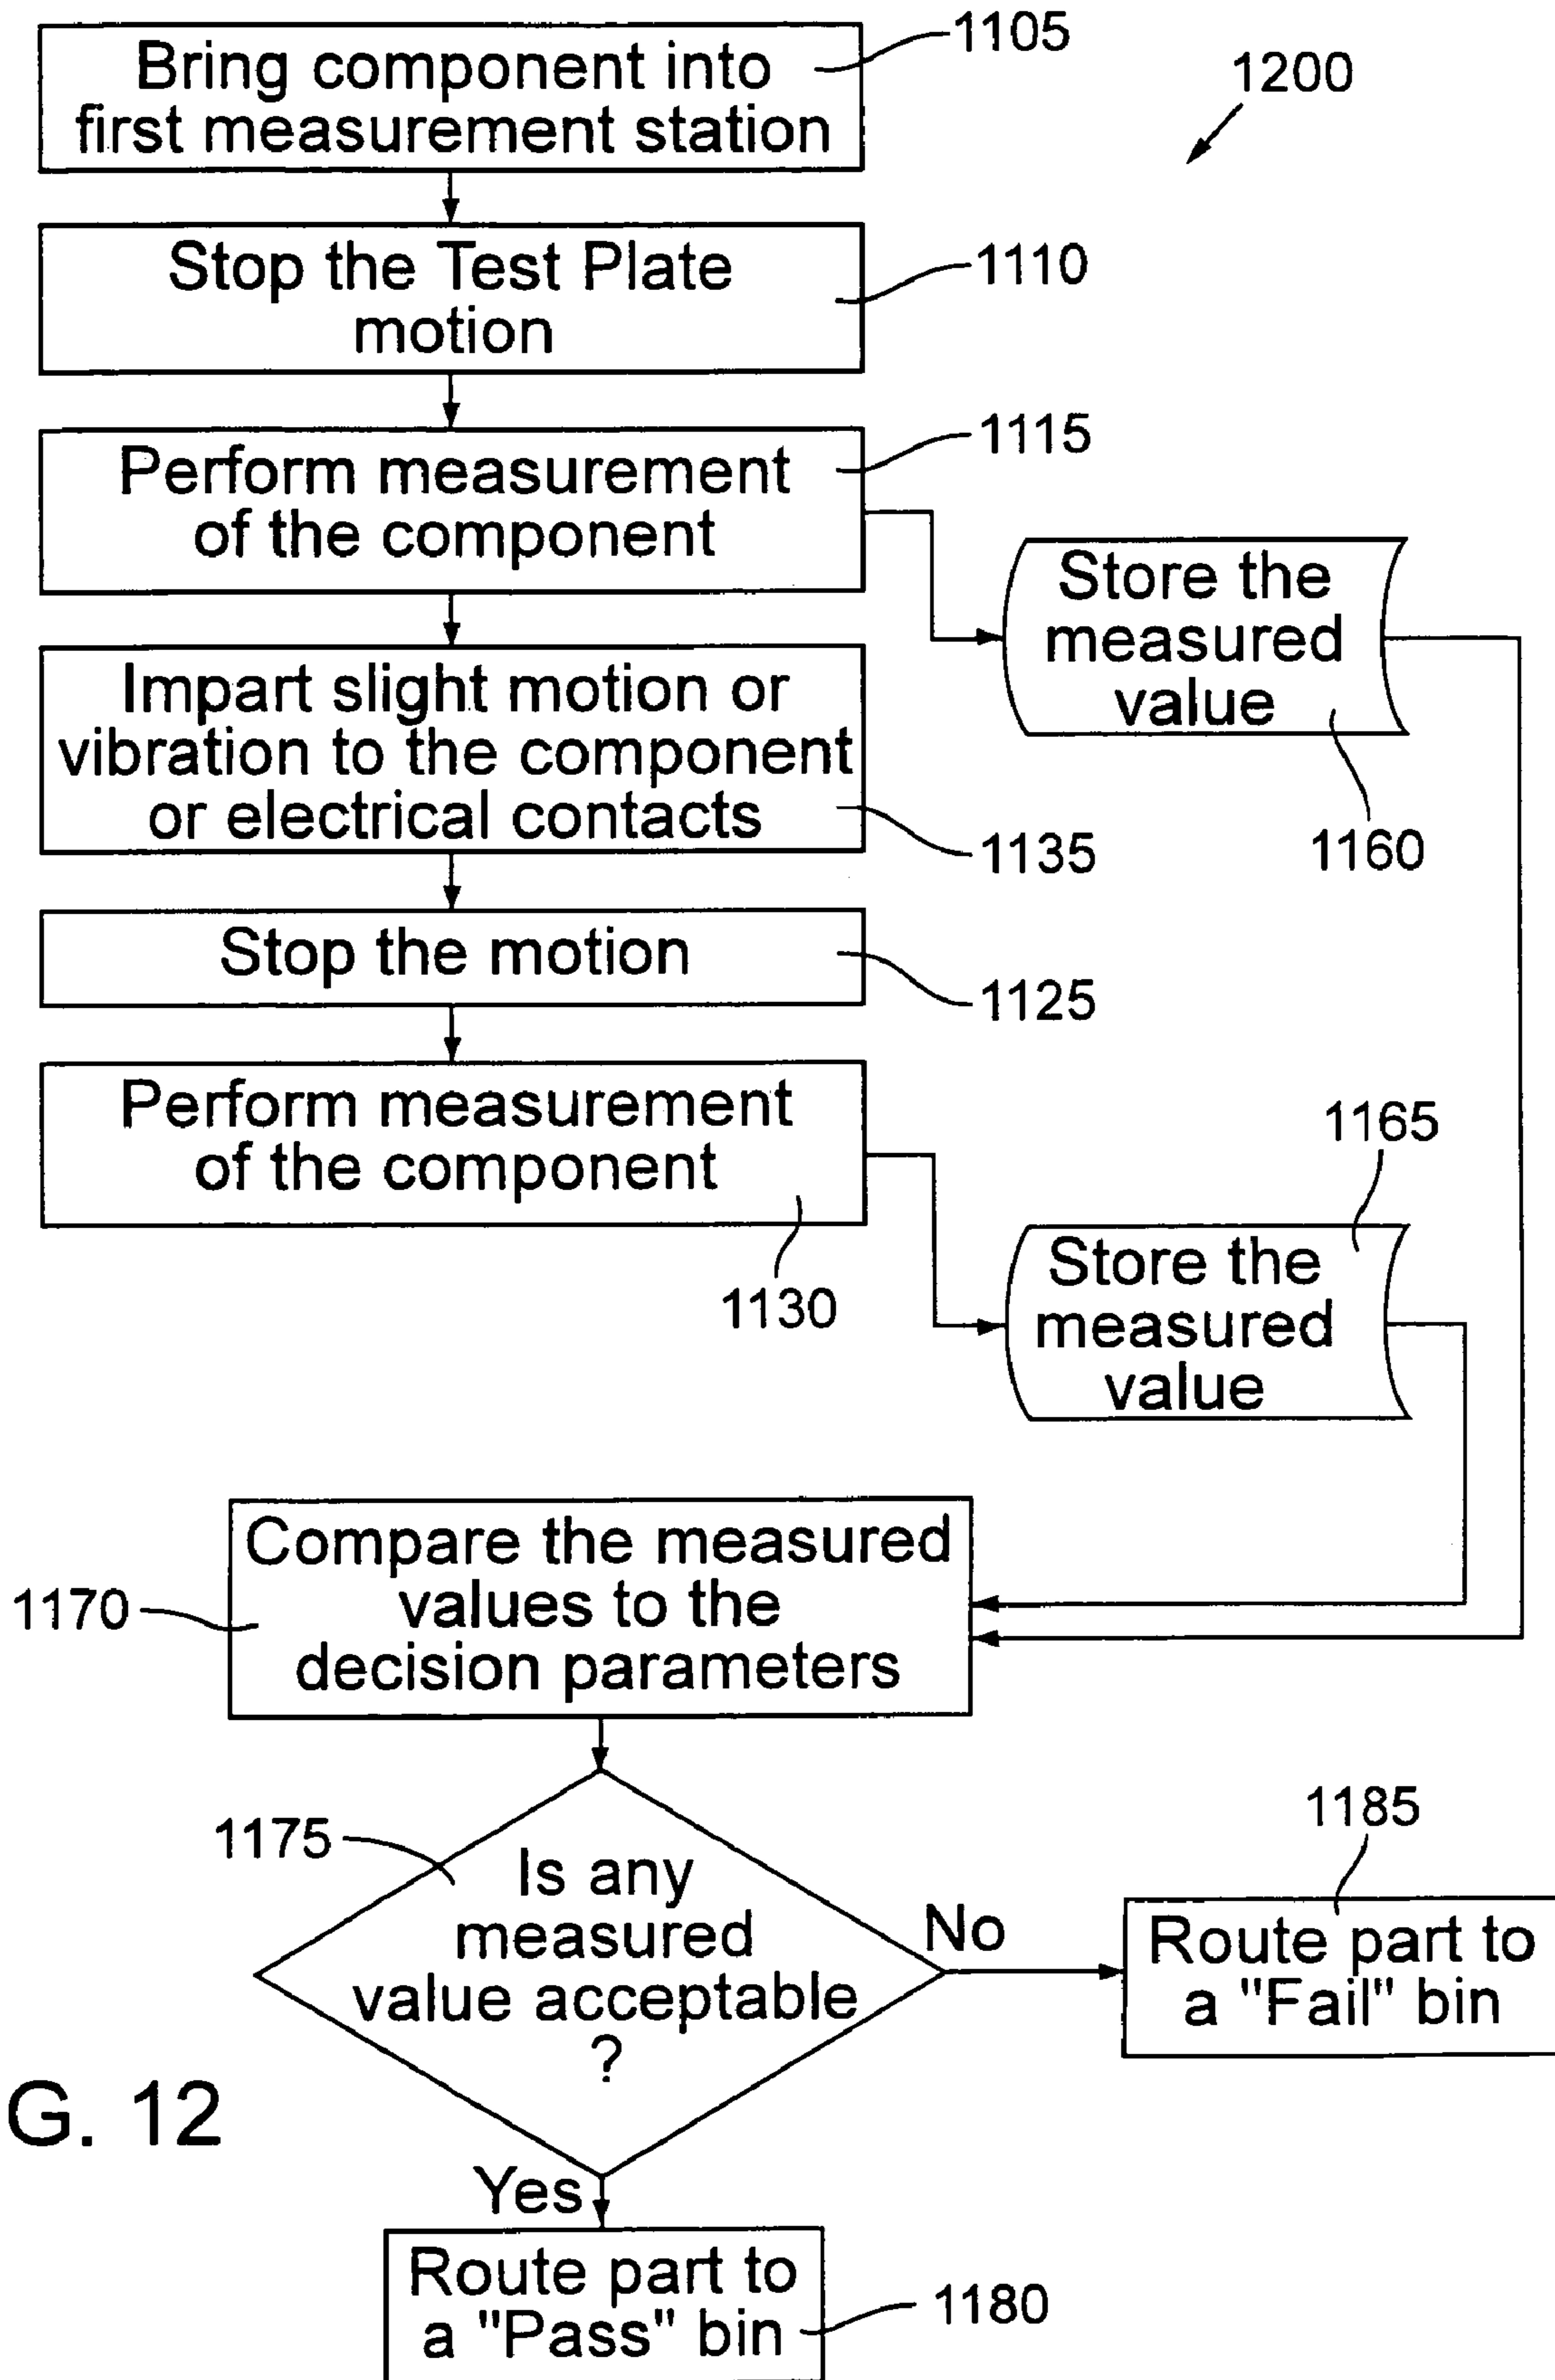 Bring component into
first measurement station
1105
1200
Stop the Test Plate
motion
1110
Perform measurement
of the component
1115
Store the
measured
value
1160
Impart slight motion or
vibration to the component
or electrical contacts
1135
Stop the motion
1125
Perform measurement
of the component
1130
1165
Store the
measured
value
Compare the measured
values to the
decision parameters
1170
1175
Is any
measured
value acceptable
?
No
1185
Route part to
a "Fail" bin
G. 12
Yes
Route part to
a "Pass" bin
1180